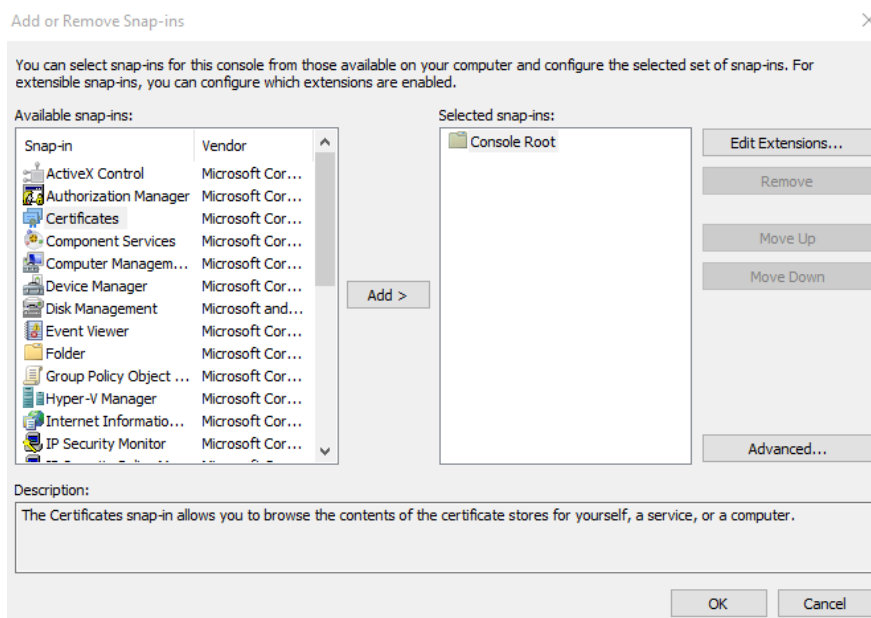 Add or Remove Snap-ins
You can select snap-ins for this console from those available on your computer and configure the selected set of snap-ins. For
extensible snap-ins, you can configure which extensions are enabled.
Available snap-ins:
Selected snap-ins:
Snap-in Vendor
ActiveX Control Microsoft Cor...
Authorization Manager Microsoft Cor...
Certificates Microsoft Cor...
Component Services Microsoft Cor...
Computer Managem... Microsoft Cor...
Device Manager Microsoft Cor...
Disk Management Microsoft and...
Event Viewer Microsoft Cor...
Folder Microsoft Cor...
Group Policy Object ... Microsoft Cor...
Hyper-V Manager Microsoft Cor...
Internet Informatio... Microsoft Cor...
IP Security Monitor Microsoft Cor...
Add >
Console Root
Edit Extensions...
Remove
Move Up
Move Down
Advanced...
Description:
The Certificates snap-in allows you to browse the contents of the certificate stores for yourself, a service, or a computer.
OK
Cancel